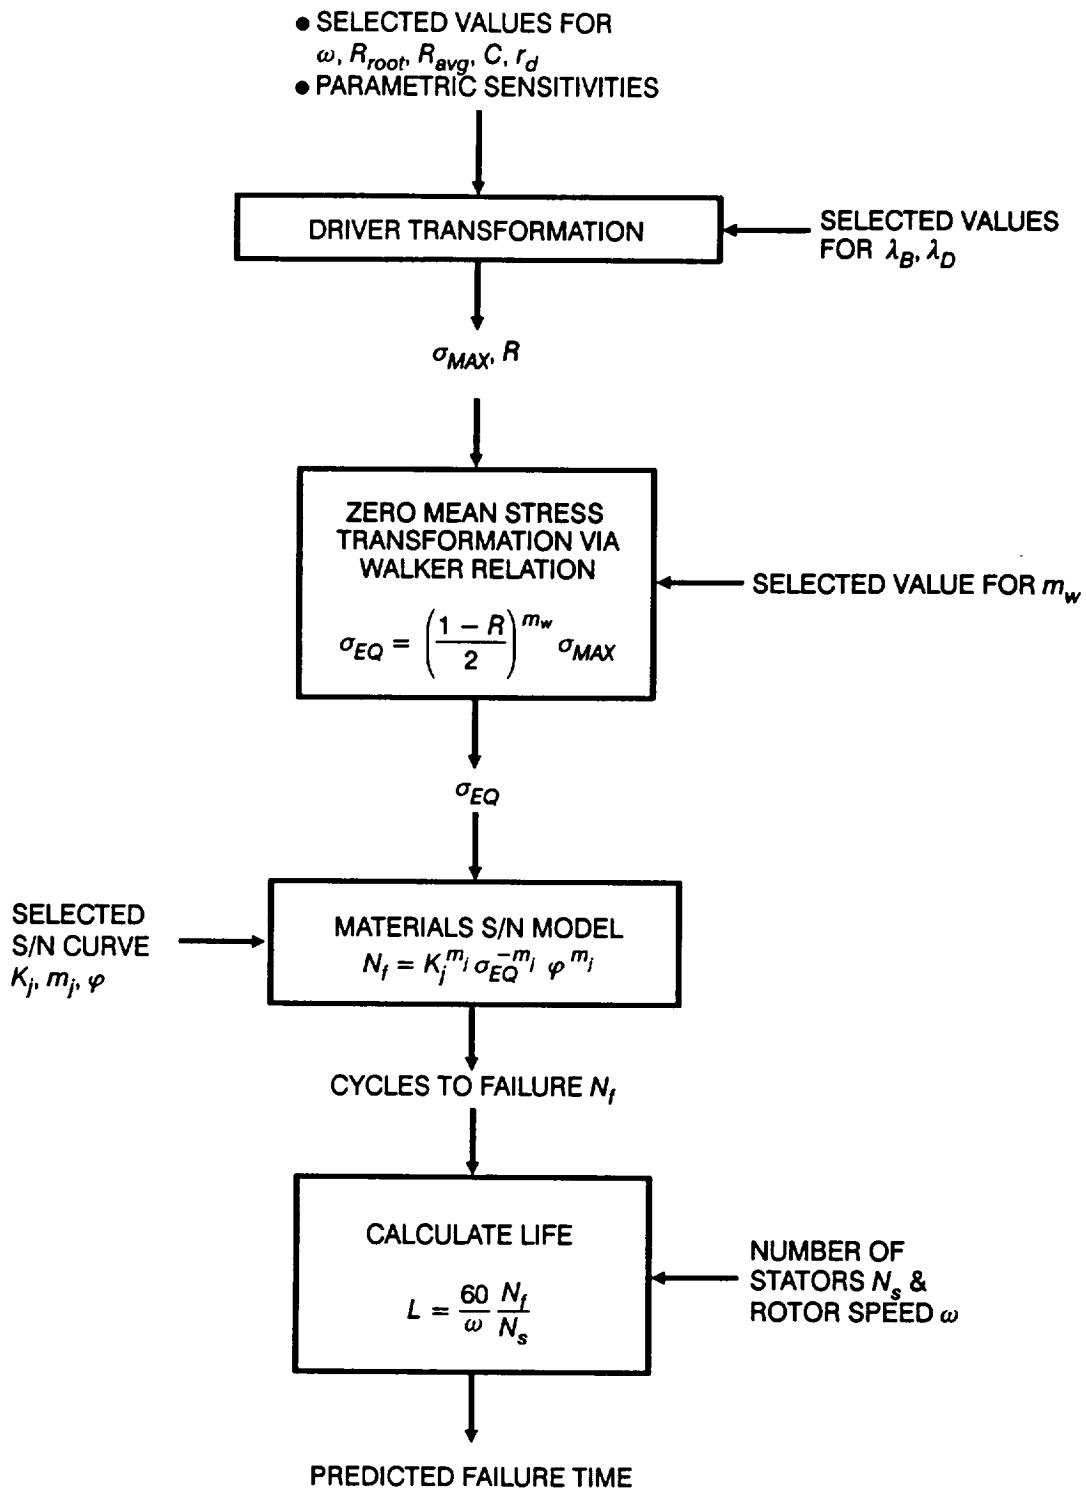 ● SELECTED VALUES FOR
ω, R_root, R_avg, C, r_d
● PARAMETRIC SENSITIVITIES
DRIVER TRANSFORMATION
SELECTED VALUES
FOR λ_B, λ_D
σ_MAX, R
ZERO MEAN STRESS
TRANSFORMATION VIA
WALKER RELATION
σ_EQ = ((1 − R)/2)^m_w σ_MAX
SELECTED VALUE FOR m_w
σ_EQ
SELECTED
S/N CURVE
K_j, m_j, φ
MATERIALS S/N MODEL
N_f = K_j^m_j σ_EQ^−m_j φ^m_j
CYCLES TO FAILURE N_f
CALCULATE LIFE
L = 60/ω N_f/N_s
NUMBER OF
STATORS N_s &
ROTOR SPEED ω
PREDICTED FAILURE TIME